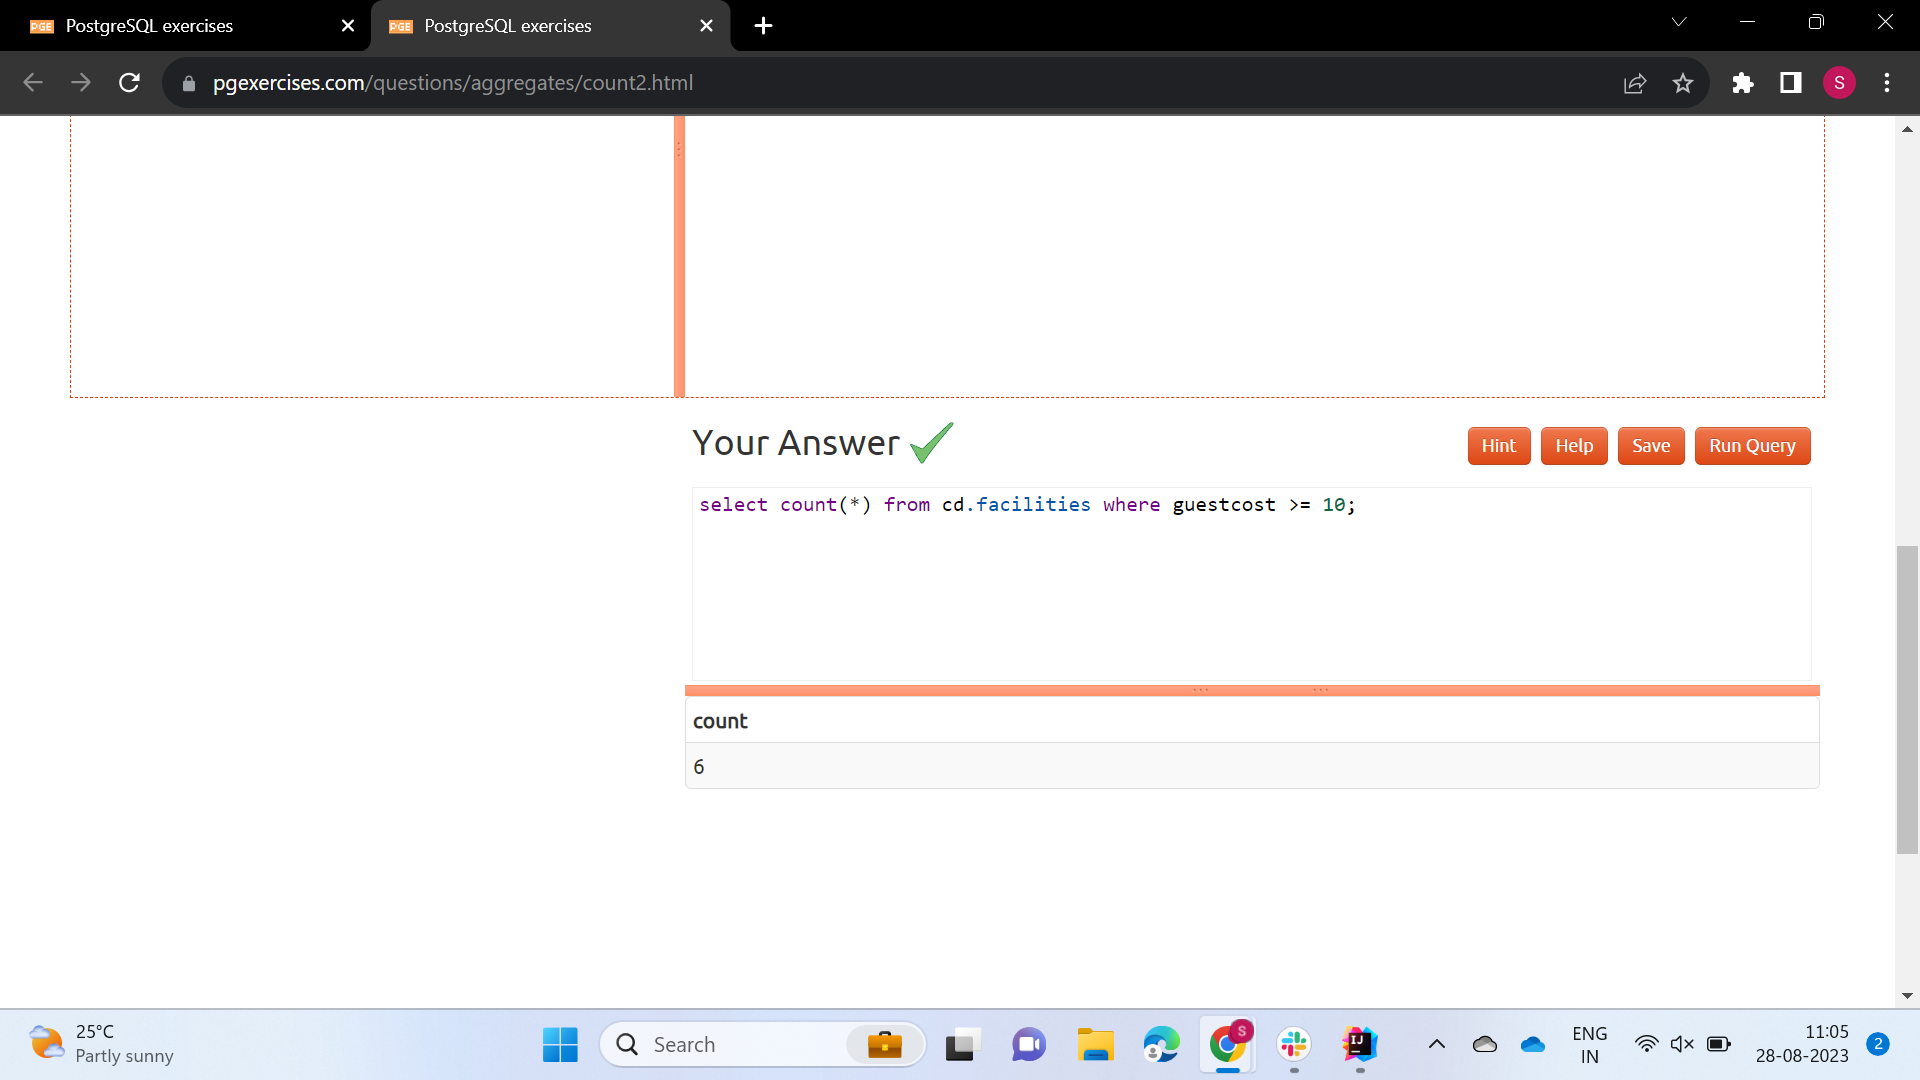 PGE PostgreSQL exercises
PGE PostgreSQL exercises
pgexercises.com/questions/aggregates/count2.html
S
Your Answer
Hint Help Save Run Query
select count(*) from cd.facilities where guestcost >= 10;
count
6
25°C
Partly sunny
Search
S
IJ
ENG
IN
11:05
28-08-2023
2